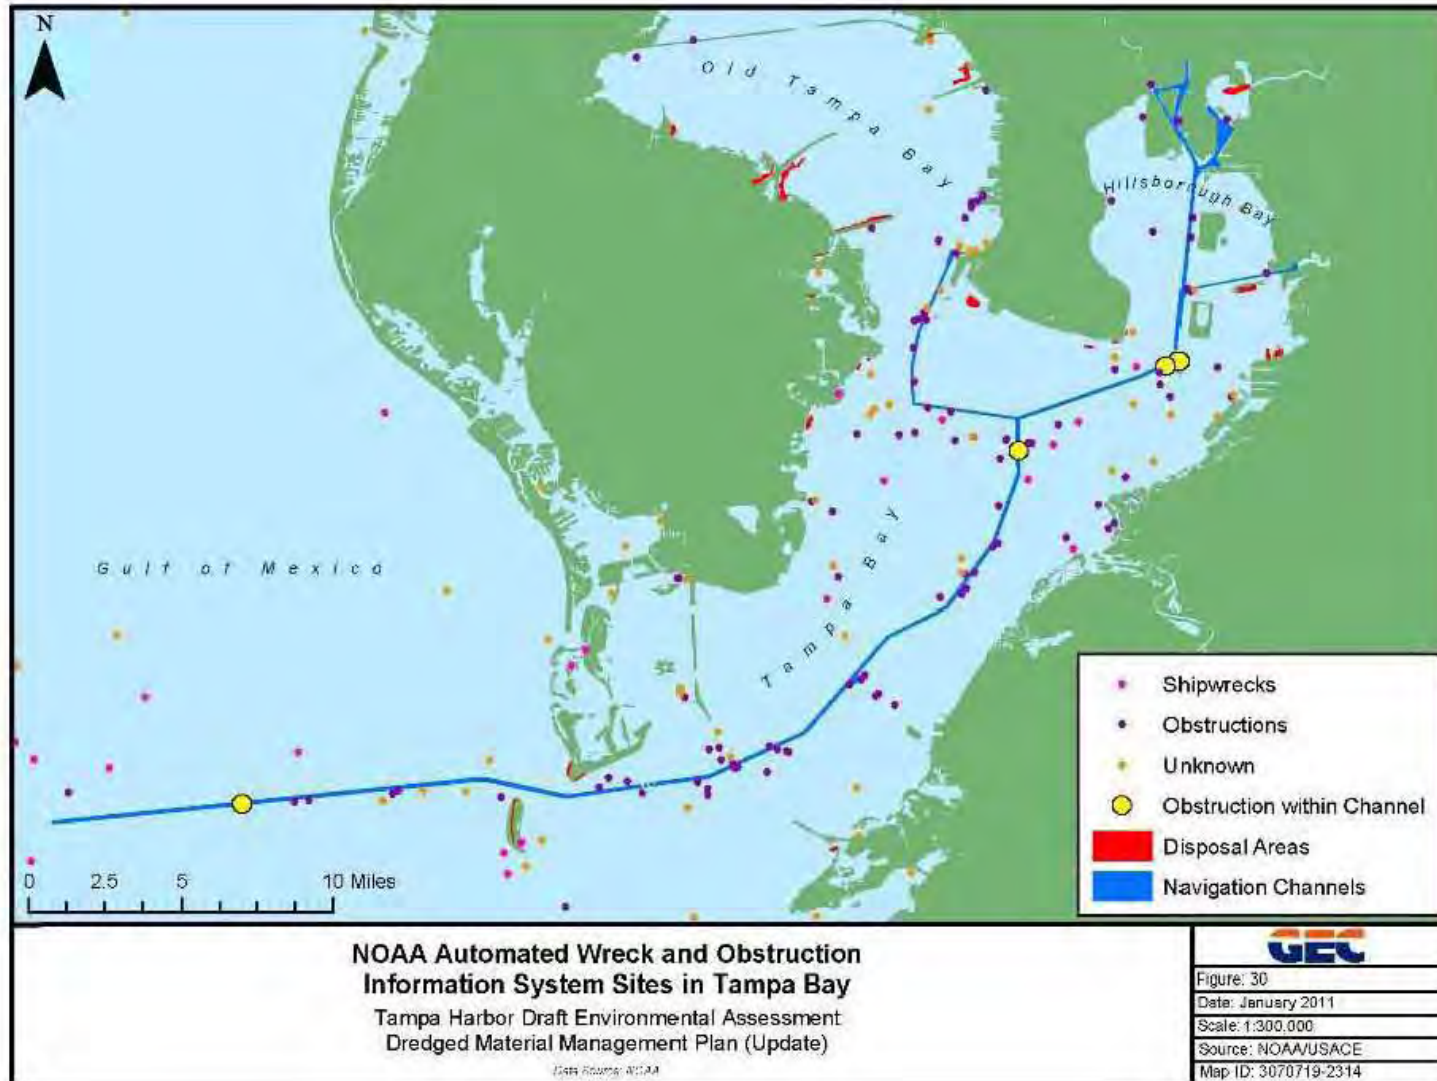 N
Old Tampa Bay
Hillsborough Bay
Gulf of Mexico
Tampa Bay
Shipwrecks
Obstructions
Unknown
Obstruction within Channel
Disposal Areas
Navigation Channels
0 2.5 5 10 Miles
NOAA Automated Wreck and Obstruction
Information System Sites in Tampa Bay
Tampa Harbor Draft Environmental Assessment
Dredged Material Management Plan (Update)
Data Source: NOAA
GEC
Figure: 30
Date: January 2011
Scale: 1:300,000
Source: NOAA/USACE
Map ID: 3070719-2314